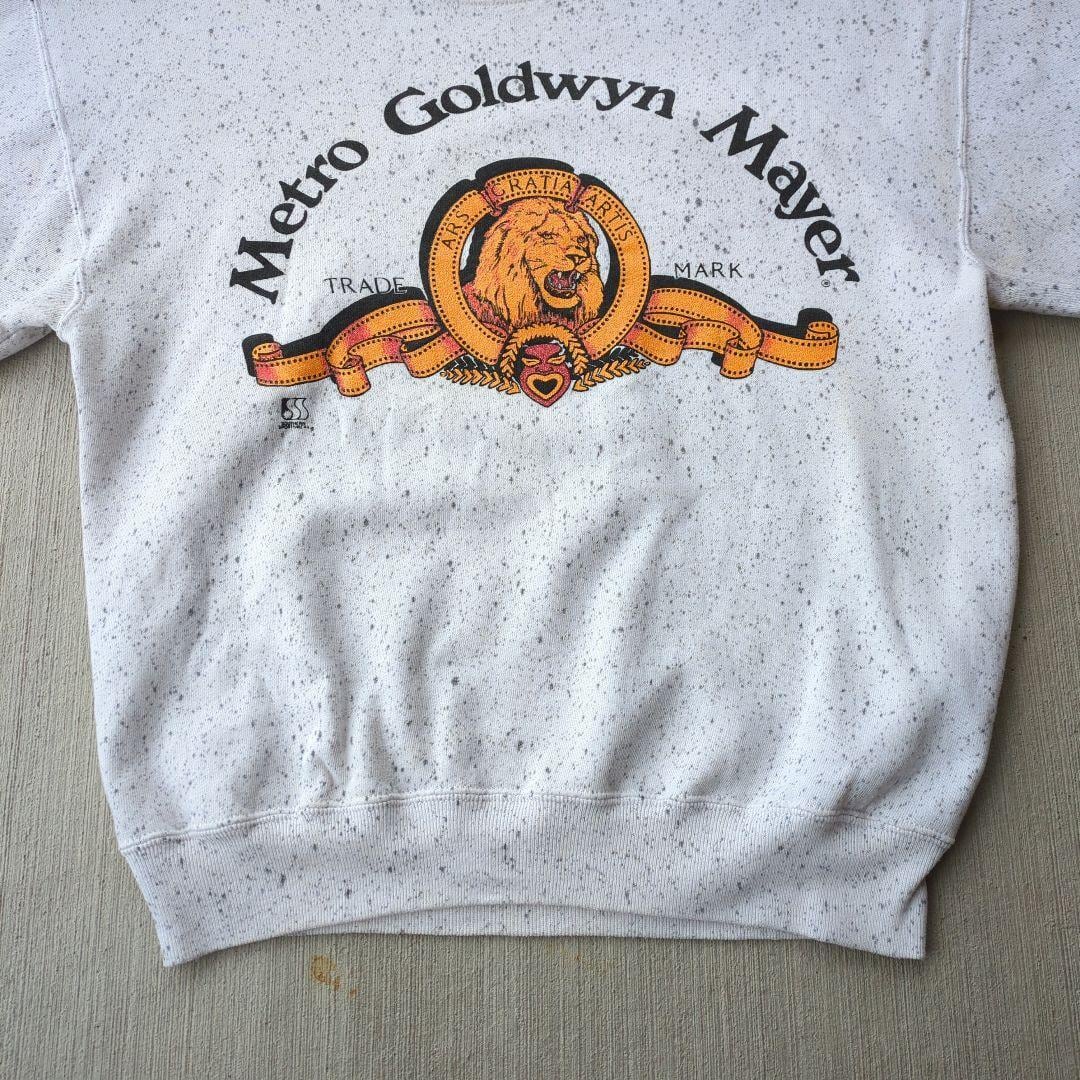 Metro Goldwyn Mayer
ARS GRATIA ARTIS
TRADE MARK
®